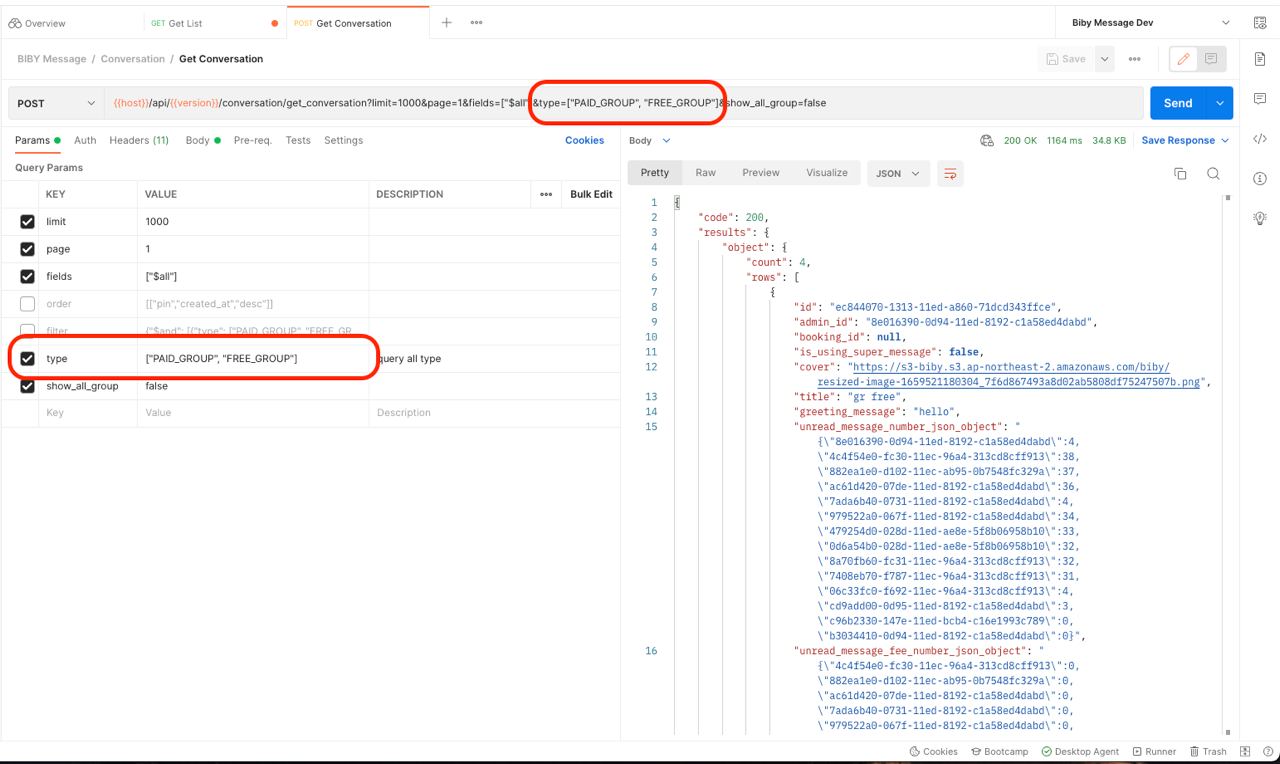 Overview
GET Get List
POST Get Conversation
Biby Message Dev
BIBY Message / Conversation / Get Conversation
Save
POST
{{host}}/api/{{version}}/conversation/get_conversation?limit=1000&page=1&fields=["$all"]&type=["PAID_GROUP", "FREE_GROUP"]&show_all_group=false
Send
Params
Auth
Headers (11)
Body
Pre-req.
Tests
Settings
Cookies
Query Params
KEY VALUE DESCRIPTION
Bulk Edit
limit 1000
page 1
fields ["$all"]
order [["pin","created_at","desc"]]
filter {"$and": [{"type": ["PAID_GROUP", "FREE_GR
type ["PAID_GROUP", "FREE_GROUP"] query all type
show_all_group false
Key Value Description
Body
200 OK 1164 ms 34.8 KB Save Response
Pretty Raw Preview Visualize JSON
1 {
2 "code": 200,
3 "results": {
4 "object": {
5 "count": 4,
6 "rows": [
7 {
8 "id": "ec844070-1313-11ed-a860-71dcd343ffce",
9 "admin_id": "8e016390-0d94-11ed-8192-c1a58ed4dabd",
10 "booking_id": null,
11 "is_using_super_message": false,
12 "cover": "https://s3-biby.s3.ap-northeast-2.amazonaws.com/biby/
resized-image-1659521180304_7f6d867493a8d02ab5808df75247507b.png",
13 "title": "gr free",
14 "greeting_message": "hello",
15 "unread_message_number_json_object": "
{\"8e016390-0d94-11ed-8192-c1a58ed4dabd\":4,
\"4c4f54e0-fc30-11ec-96a4-313cd8cff913\":38,
\"882ea1e0-d102-11ec-ab95-0b7548fc329a\":37,
\"ac61d420-07de-11ed-8192-c1a58ed4dabd\":36,
\"7ada6b40-0731-11ed-8192-c1a58ed4dabd\":4,
\"979522a0-067f-11ed-8192-c1a58ed4dabd\":34,
\"479254d0-028d-11ed-ae8e-5f8b06958b10\":33,
\"0d6a54b0-028d-11ed-ae8e-5f8b06958b10\":32,
\"8a70fb60-fc31-11ec-96a4-313cd8cff913\":32,
\"7408eb70-f787-11ec-96a4-313cd8cff913\":31,
\"06c33fc0-f692-11ec-96a4-313cd8cff913\":4,
\"cd9add00-0d95-11ed-8192-c1a58ed4dabd\":3,
\"c96b2330-147e-11ed-bcb4-c16e1993c789\":0,
\"b3034410-0d94-11ed-8192-c1a58ed4dabd\":0}",
16 "unread_message_fee_number_json_object": "
{\"4c4f54e0-fc30-11ec-96a4-313cd8cff913\":0,
\"882ea1e0-d102-11ec-ab95-0b7548fc329a\":0,
\"ac61d420-07de-11ed-8192-c1a58ed4dabd\":0,
\"7ada6b40-0731-11ed-8192-c1a58ed4dabd\":0,
\"979522a0-067f-11ed-8192-c1a58ed4dabd\":0,
Cookies Bootcamp Desktop Agent Runner Trash